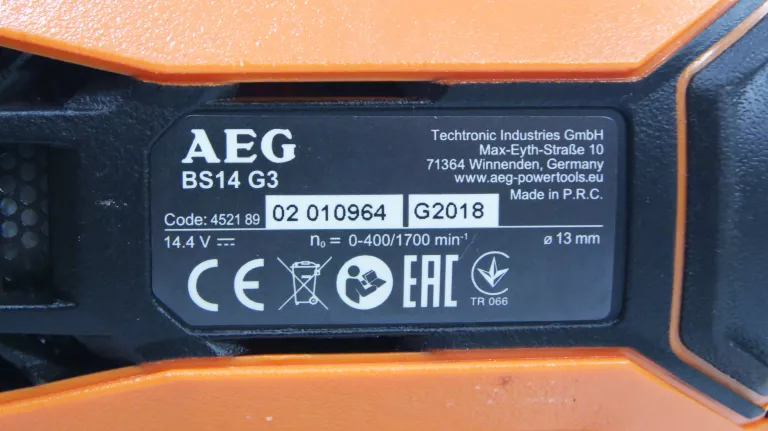 AEG
BS14 G3
Techtronic Industries GmbH
Max-Eyth-Straße 10
71364 Winnenden, Germany
www.aeg-powertools.eu
Made in P.R.C.
Code: 4521 89 02 010964 G2018
14.4 V ⎓ n₀ = 0-400/1700 min⁻¹ ø 13 mm
CE EAC
TR 066